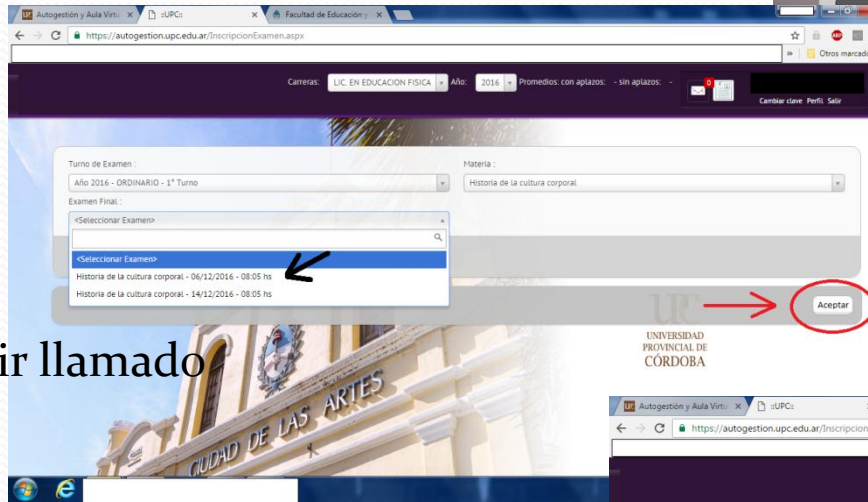 Autogestión y Aula Virtu
::UPC::
Facultad de Educación y
https://autogestion.upc.edu.ar/InscripcionExamen.aspx
ABP
» Otros marcado
Carreras: LIC. EN EDUCACION FISICA Año: 2016 Promedios: con aplazos: - sin aplazos: -
0
Cambiar clave Perfil Salir
Turno de Examen :
Materia :
Año 2016 - ORDINARIO - 1° Turno
Historia de la cultura corporal
Examen Final :
<Seleccionar Examen>
<Seleccionar Examen>
Historia de la cultura corporal - 06/12/2016 - 08:05 hs
Historia de la cultura corporal - 14/12/2016 - 08:05 hs
Aceptar
UPC
UNIVERSIDAD
PROVINCIAL DE
CÓRDOBA
ir llamado
CIUDAD DE LAS ARTES
Autogestión y Aula Virtu
::UPC::
https://autogestion.upc.edu.ar/Inscripcion